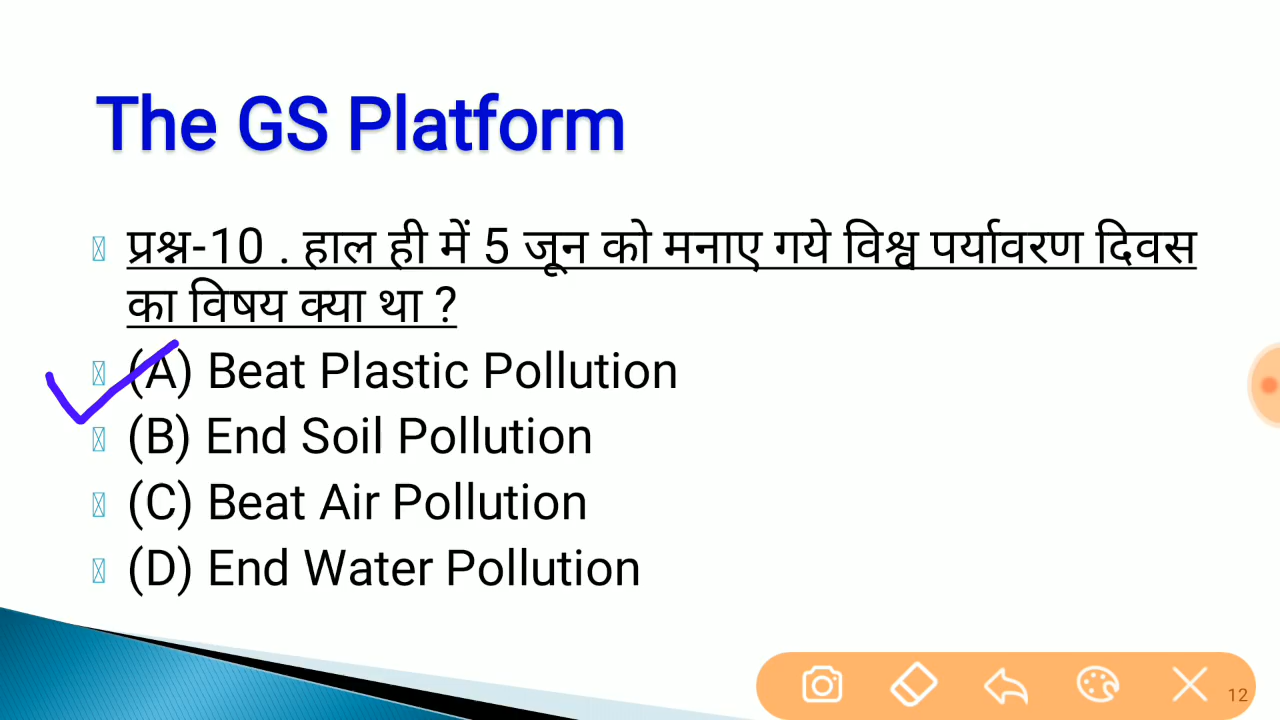 The GS Platform
प्रश्न-10 . हाल ही में 5 जून को मनाए गये विश्व पर्यावरण दिवस
का विषय क्या था ?
(A) Beat Plastic Pollution
(B) End Soil Pollution
(C) Beat Air Pollution
(D) End Water Pollution
12